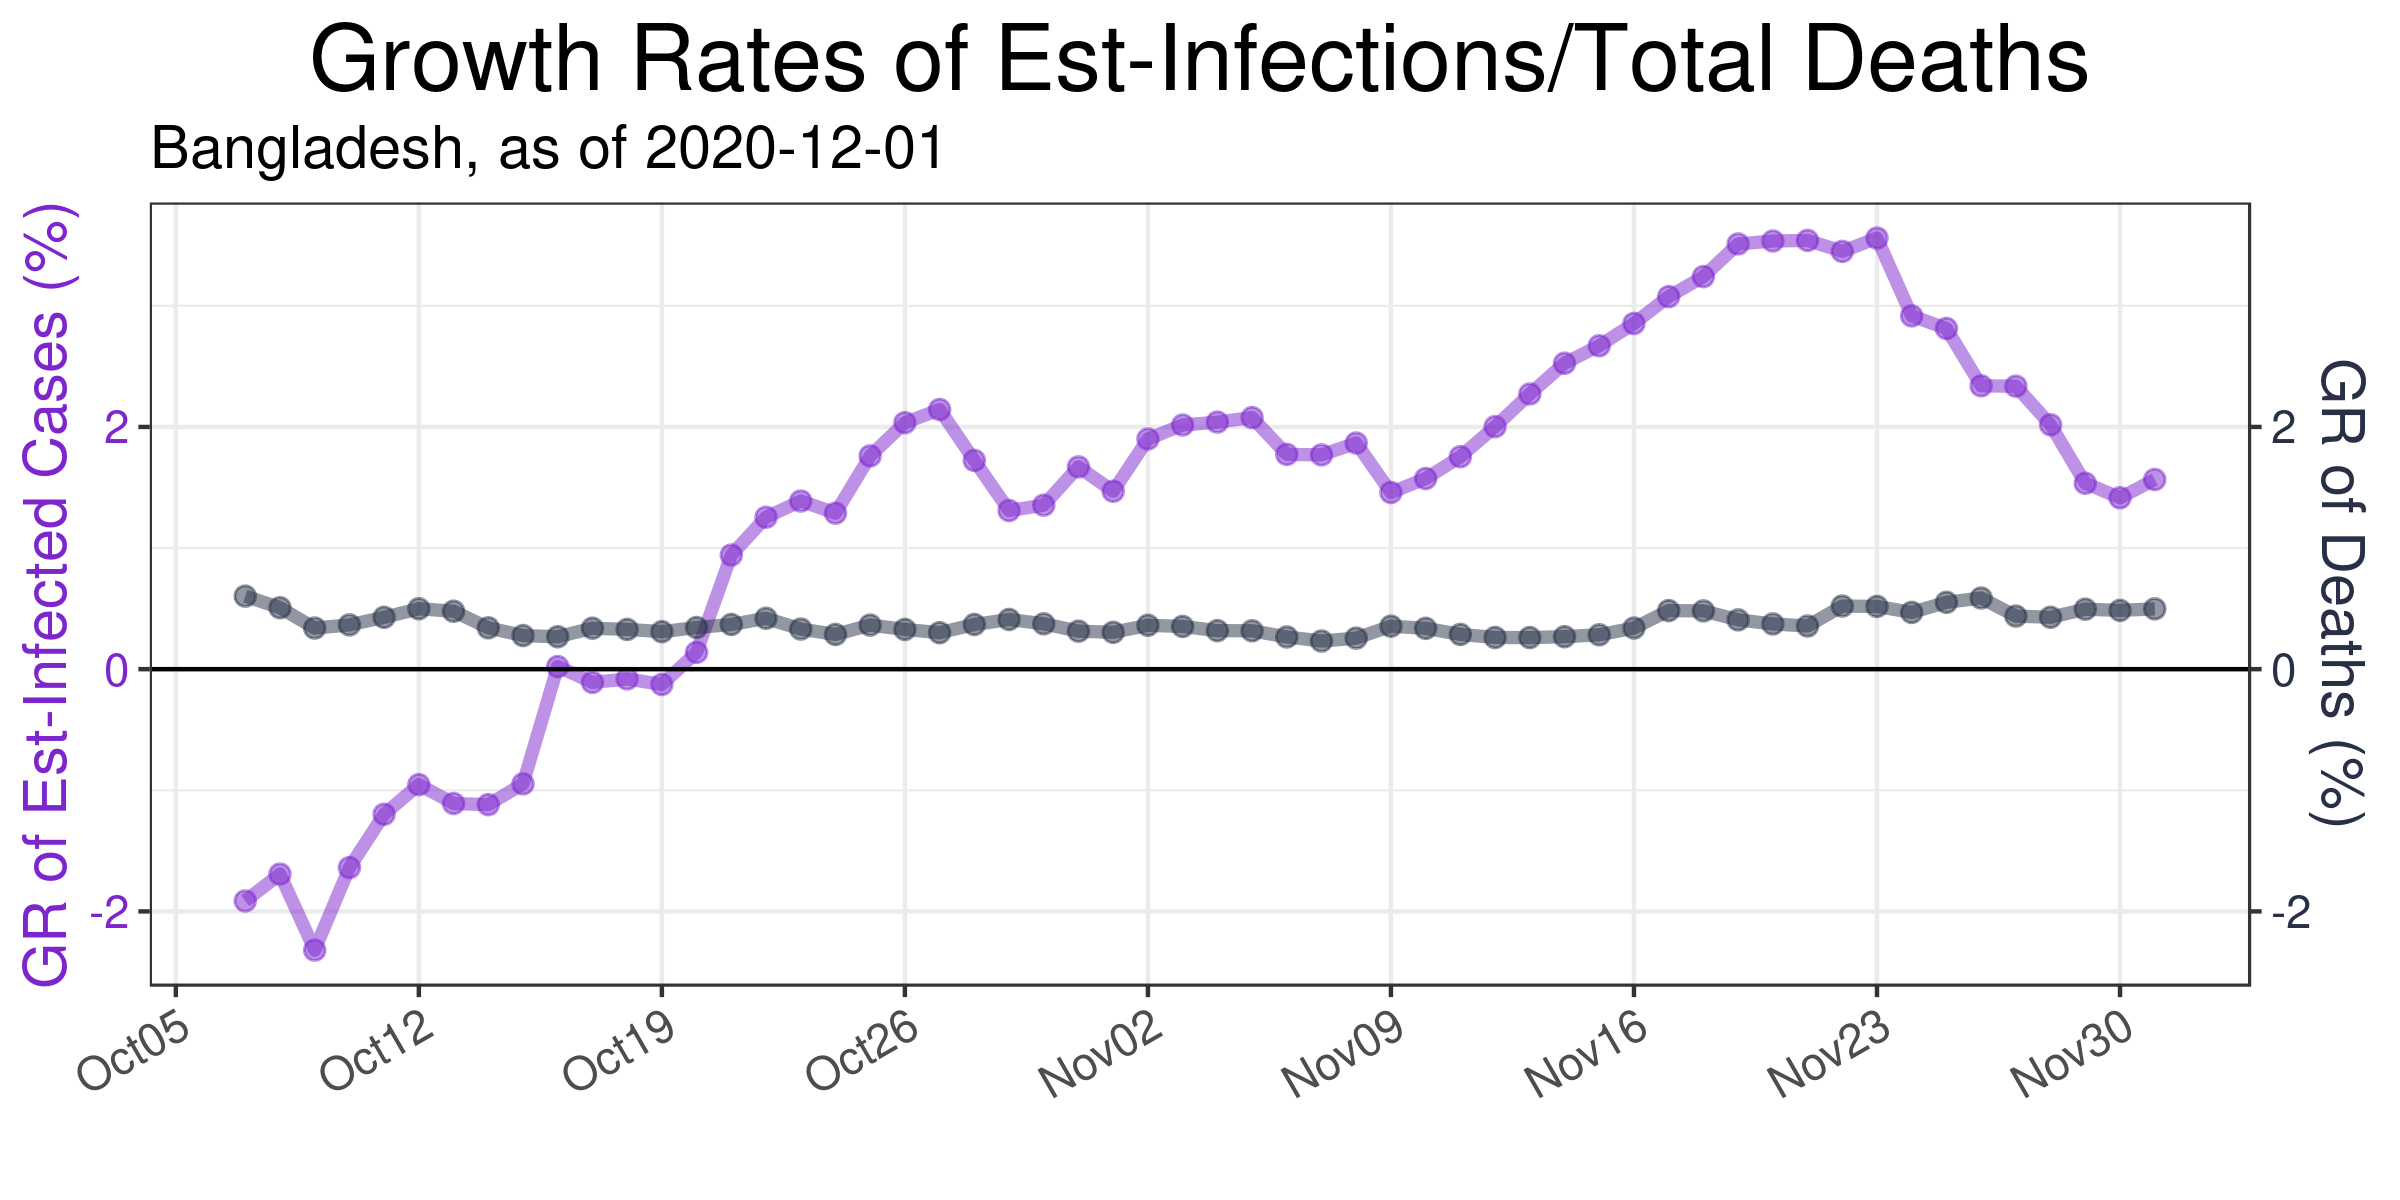 Growth Rates of Est-Infections/Total Deaths
Bangladesh, as of 2020-12-01
GR of Est-Infected Cases (%)
2
0
-2
2
0
-2
GR of Deaths (%)
Oct05
Oct12
Oct19
Oct26
Nov02
Nov09
Nov16
Nov23
Nov30